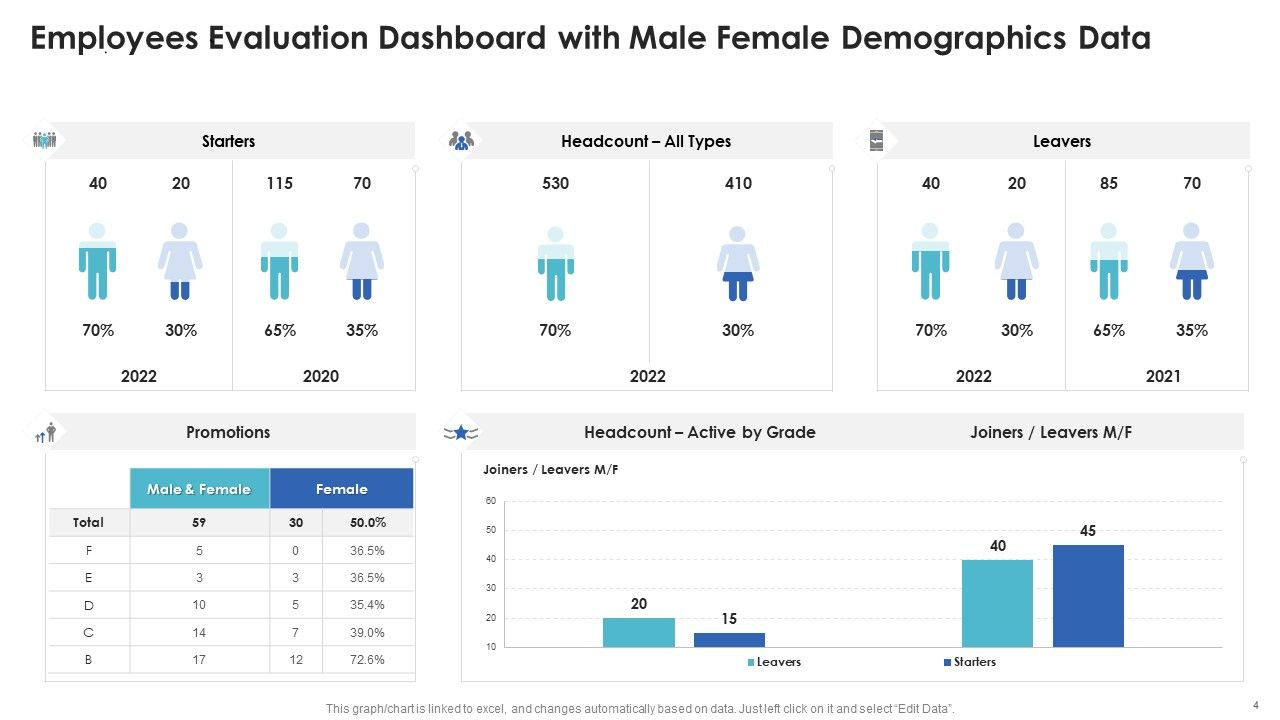 Employees Evaluation Dashboard with Male Female Demographics Data
Starters
40 20 115 70
70% 30% 65% 35%
2022 2020
Headcount – All Types
530 410
70% 30%
2022
Leavers
40 20 85 70
70% 30% 65% 35%
2022 2021
Promotions
Male & Female Female
Total 59 30 50.0%
F 5 0 36.5%
E 3 3 36.5%
D 10 5 35.4%
C 14 7 39.0%
B 17 12 72.6%
Headcount – Active by Grade Joiners / Leavers M/F
Joiners / Leavers M/F
60
50
40
30
20
10
20 15 40 45
Leavers Starters
This graph/chart is linked to excel, and changes automatically based on data. Just left click on it and select “Edit Data”.
4